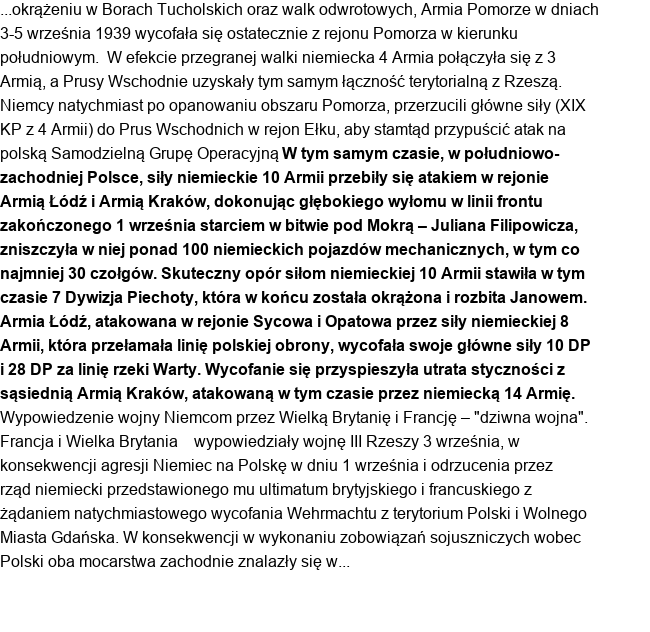 ...okrążeniu w Borach Tucholskich oraz walk odwrotowych, Armia Pomorze w dniach
3-5 września 1939 wycofała się ostatecznie z rejonu Pomorza w kierunku
południowym.  W efekcie przegranej walki niemiecka 4 Armia połączyła się z 3
Armią, a Prusy Wschodnie uzyskały tym samym łączność terytorialną z Rzeszą.
Niemcy natychmiast po opanowaniu obszaru Pomorza, przerzucili główne siły (XIX
KP z 4 Armii) do Prus Wschodnich w rejon Ełku, aby stamtąd przypuścić atak na
polską Samodzielną Grupę Operacyjną W tym samym czasie, w południowo-
zachodniej Polsce, siły niemieckie 10 Armii przebiły się atakiem w rejonie
Armią Łódź i Armią Kraków, dokonując głębokiego wyłomu w linii frontu
zakończonego 1 wrześnìa starciem w bitwie pod Mokrą – Juliana Filipowicza,
zniszczyła w niej ponad 100 niemieckich pojazdów mechanicznych, w tym co
najmniej 30 czołgów. Skuteczny opór siłom niemieckiej 10 Armii stawiła w tym
czasie 7 Dywizja Piechoty, która w końcu została okrążona i rozbita Janowem.
Armia Łódź, atakowana w rejonie Sycowa i Opatowa przez siły niemieckiej 8
Armii, która przełamała linię polskiej obrony, wycofała swoje główne siły 10 DP
i 28 DP za linię rzeki Warty. Wycofanie się przyspieszyła utrata styczności z
sąsiednią Armią Kraków, atakowaną w tym czasie przez niemiecką 14 Armię.
Wypowiedzenie wojny Niemcom przez Wielką Brytanię i Francję – "dziwna wojna".
Francja i Wielka Brytania    wypowiedziały wojnę III Rzeszy 3 września, w
konsekwencji agresji Niemiec na Polskę w dniu 1 września i odrzucenia przez
rząd niemiecki przedstawionego mu ultimatum brytyjskiego i francuskiego z
żądaniem natychmiastowego wycofania Wehrmachtu z terytorium Polski i Wolnego
Miasta Gdańska. W konsekwencji w wykonaniu zobowiązań sojuszniczych wobec
Polski oba mocarstwa zachodnie znalazły się w...